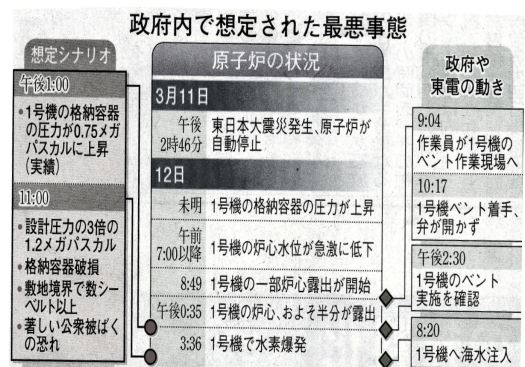 政府内で想定された最悪事態
想定シナリオ
午後1:00
•1号機の格納容器
の圧力が0.75メガ
パスカルに上昇
(実績)
11:00
•設計圧力の3倍の
1.2メガパスカル
•格納容器破損
•敷地境界で数シー
ベルト以上
•著しい公衆被ばく
の恐れ
原子炉の状況
3月11日
午後
2時46分
東日本大震災発生、原子炉が
自動停止
12日
未明 1号機の格納容器の圧力が上昇
午前
7:00以降
1号機の炉心水位が急激に低下
8:49 1号機の一部炉心露出が開始
午後0:35 1号機の炉心、およそ半分が露出
3:36 1号機で水素爆発
政府や
東電の動き
9:04
作業員が1号機の
ベント作業現場へ
10:17
1号機ベント着手、
弁が開かず
午後2:30
1号機のベント
実施を確認
8:20
1号機へ海水注入